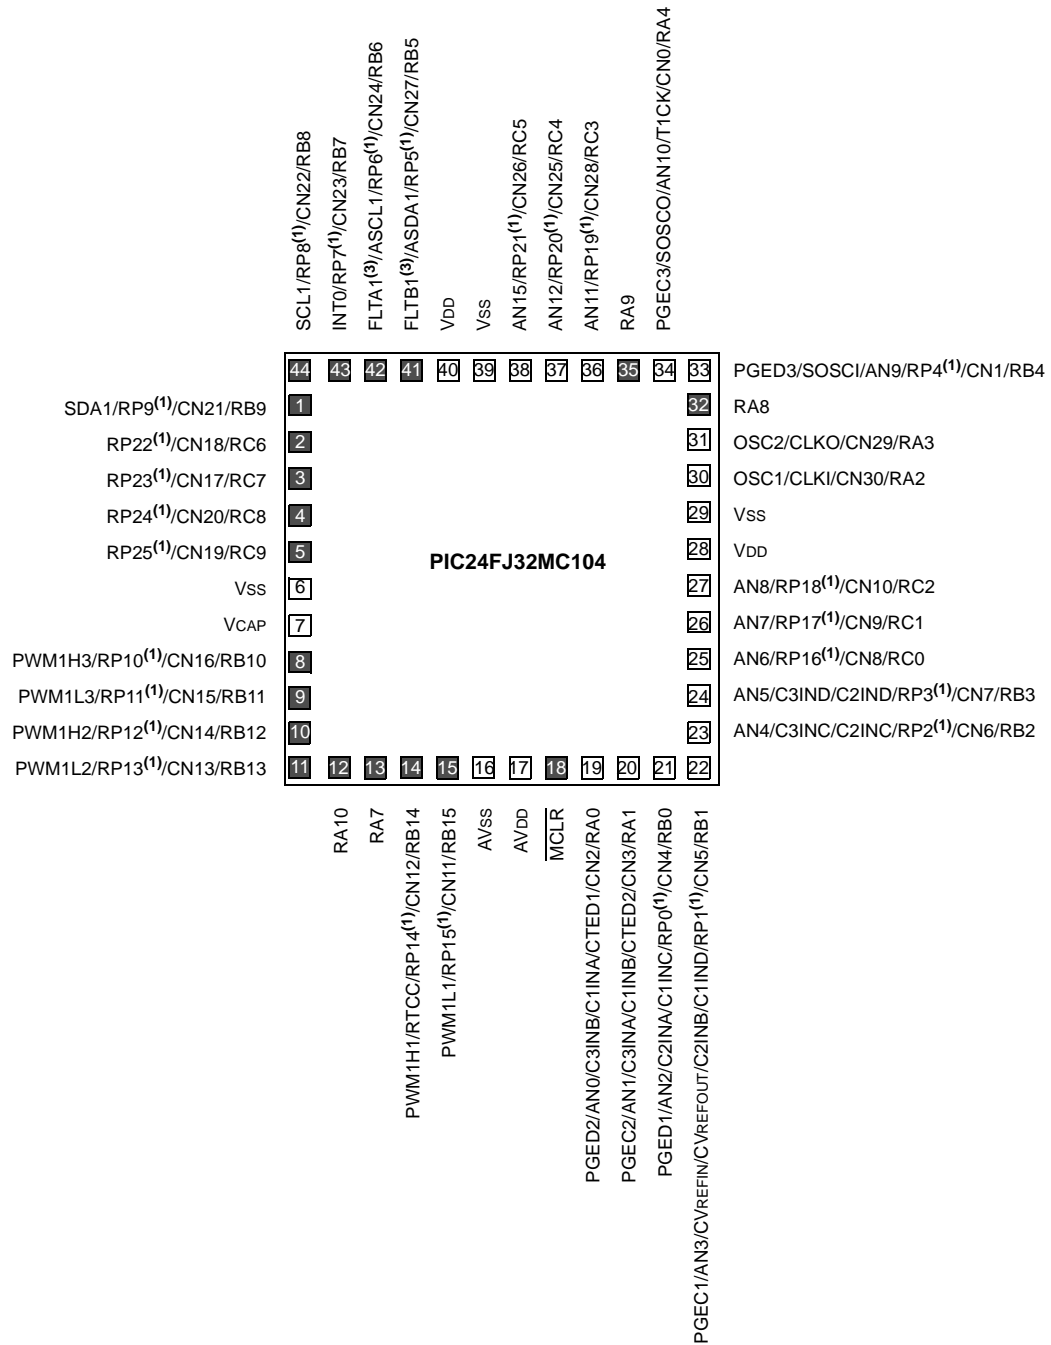 SCL1/RP8(1)/CN22/RB8
INT0/RP7(1)/CN23/RB7
FLTA1(3)/ASCL1/RP6(1)/CN24/RB6
FLTB1(3)/ASDA1/RP5(1)/CN27/RB5
VDD
VSS
AN15/RP21(1)/CN26/RC5
AN12/RP20(1)/CN25/RC4
AN11/RP19(1)/CN28/RC3
RA9
PGEC3/SOSCO/AN10/T1CK/CN0/RA4
44 43 42 41 40 39 38 37 36 35 34 33 PGED3/SOSCI/AN9/RP4(1)/CN1/RB4
SDA1/RP9(1)/CN21/RB9 1 32 RA8
RP22(1)/CN18/RC6 2 31 OSC2/CLKO/CN29/RA3
RP23(1)/CN17/RC7 3 30 OSC1/CLKI/CN30/RA2
RP24(1)/CN20/RC8 4 29 VSS
RP25(1)/CN19/RC9 5 28 VDD
PIC24FJ32MC104
VSS 6 27 AN8/RP18(1)/CN10/RC2
VCAP 7 26 AN7/RP17(1)/CN9/RC1
PWM1H3/RP10(1)/CN16/RB10 8 25 AN6/RP16(1)/CN8/RC0
PWM1L3/RP11(1)/CN15/RB11 9 24 AN5/C3IND/C2IND/RP3(1)/CN7/RB3
PWM1H2/RP12(1)/CN14/RB12 10 23 AN4/C3INC/C2INC/RP2(1)/CN6/RB2
PWM1L2/RP13(1)/CN13/RB13 11 12 13 14 15 16 17 18 19 20 21 22
RA10
RA7
PWM1H1/RTCC/RP14(1)/CN12/RB14
PWM1L1/RP15(1)/CN11/RB15
AVSS
AVDD
MCLR
PGED2/AN0/C3INB/C1INA/CTED1/CN2/RA0
PGEC2/AN1/C3INA/C1INB/CTED2/CN3/RA1
PGED1/AN2/C2INA/C1INC/RP0(1)/CN4/RB0
PGEC1/AN3/CVREFIN/CVREFOUT/C2INB/C1IND/RP1(1)/CN5/RB1